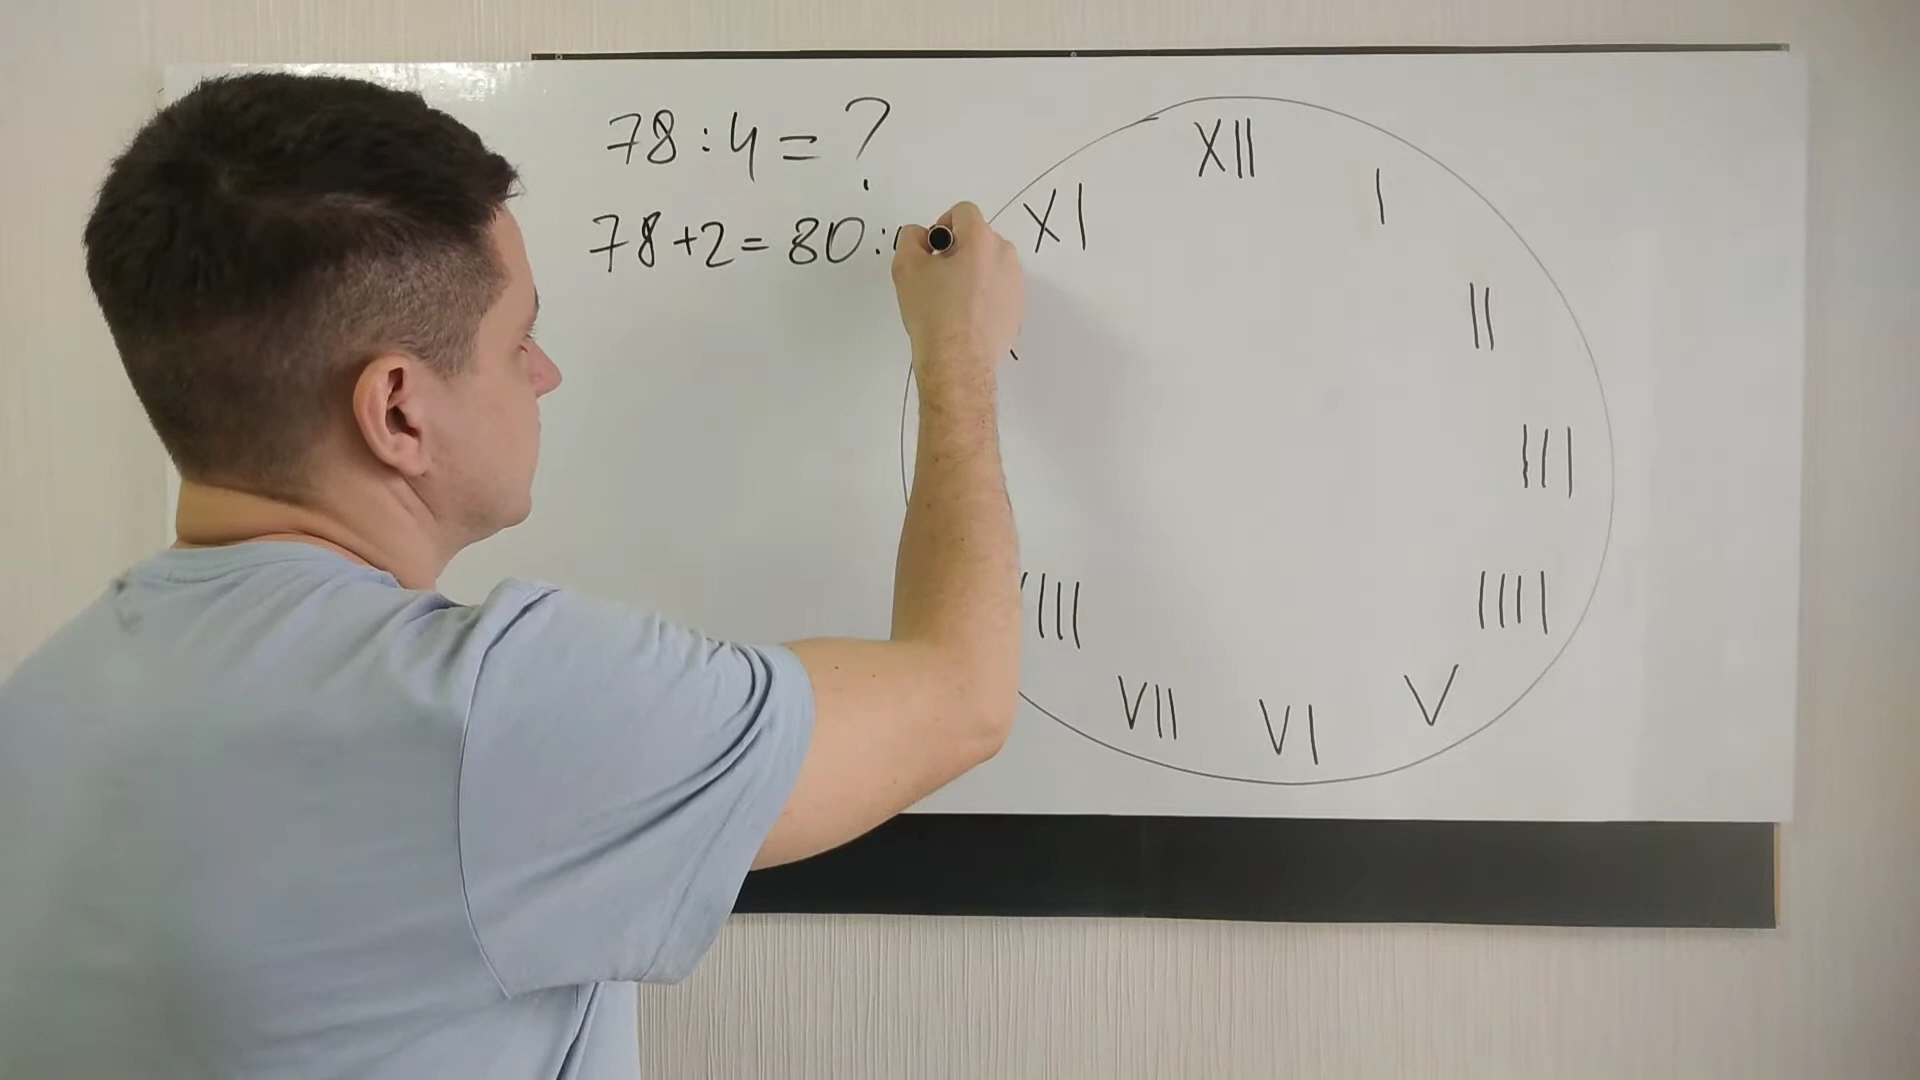 78 : 4 = ?
78 + 2 = 80 :
XII
XI
I
II
III
IIII
V
VII
VI